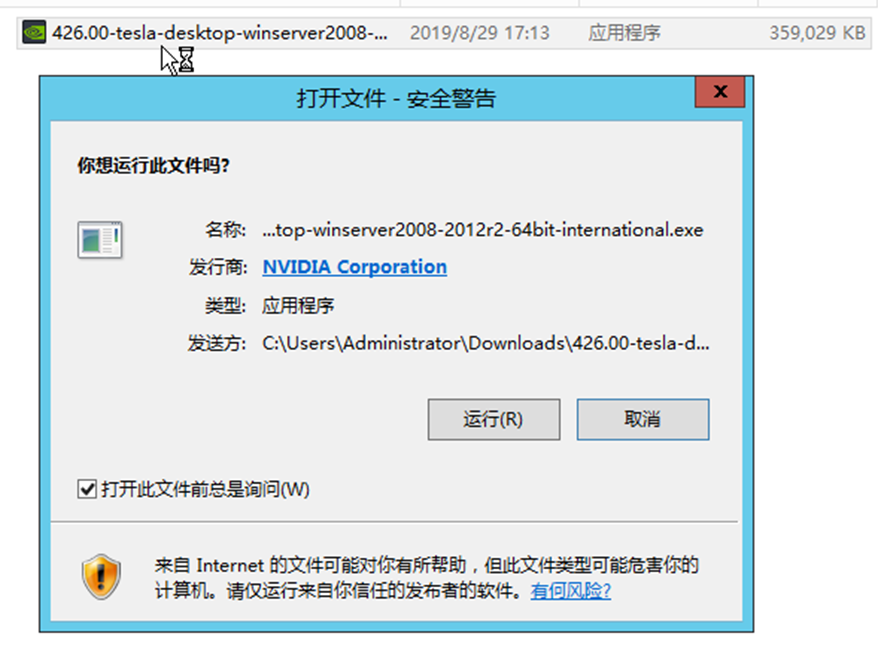 426.00-tesla-desktop-winserver2008-... 2019/8/29 17:13 应用程序 359,029 KB
打开文件 - 安全警告
x
你想运行此文件吗?
名称: ...top-winserver2008-2012r2-64bit-international.exe
发行商: NVIDIA Corporation
类型: 应用程序
发送方: C:\Users\Administrator\Downloads\426.00-tesla-d...
运行(R) 取消
打开此文件前总是询问(W)
来自 Internet 的文件可能对你有所帮助，但此文件类型可能危害你的
计算机。请仅运行来自你信任的发布者的软件。有何风险?